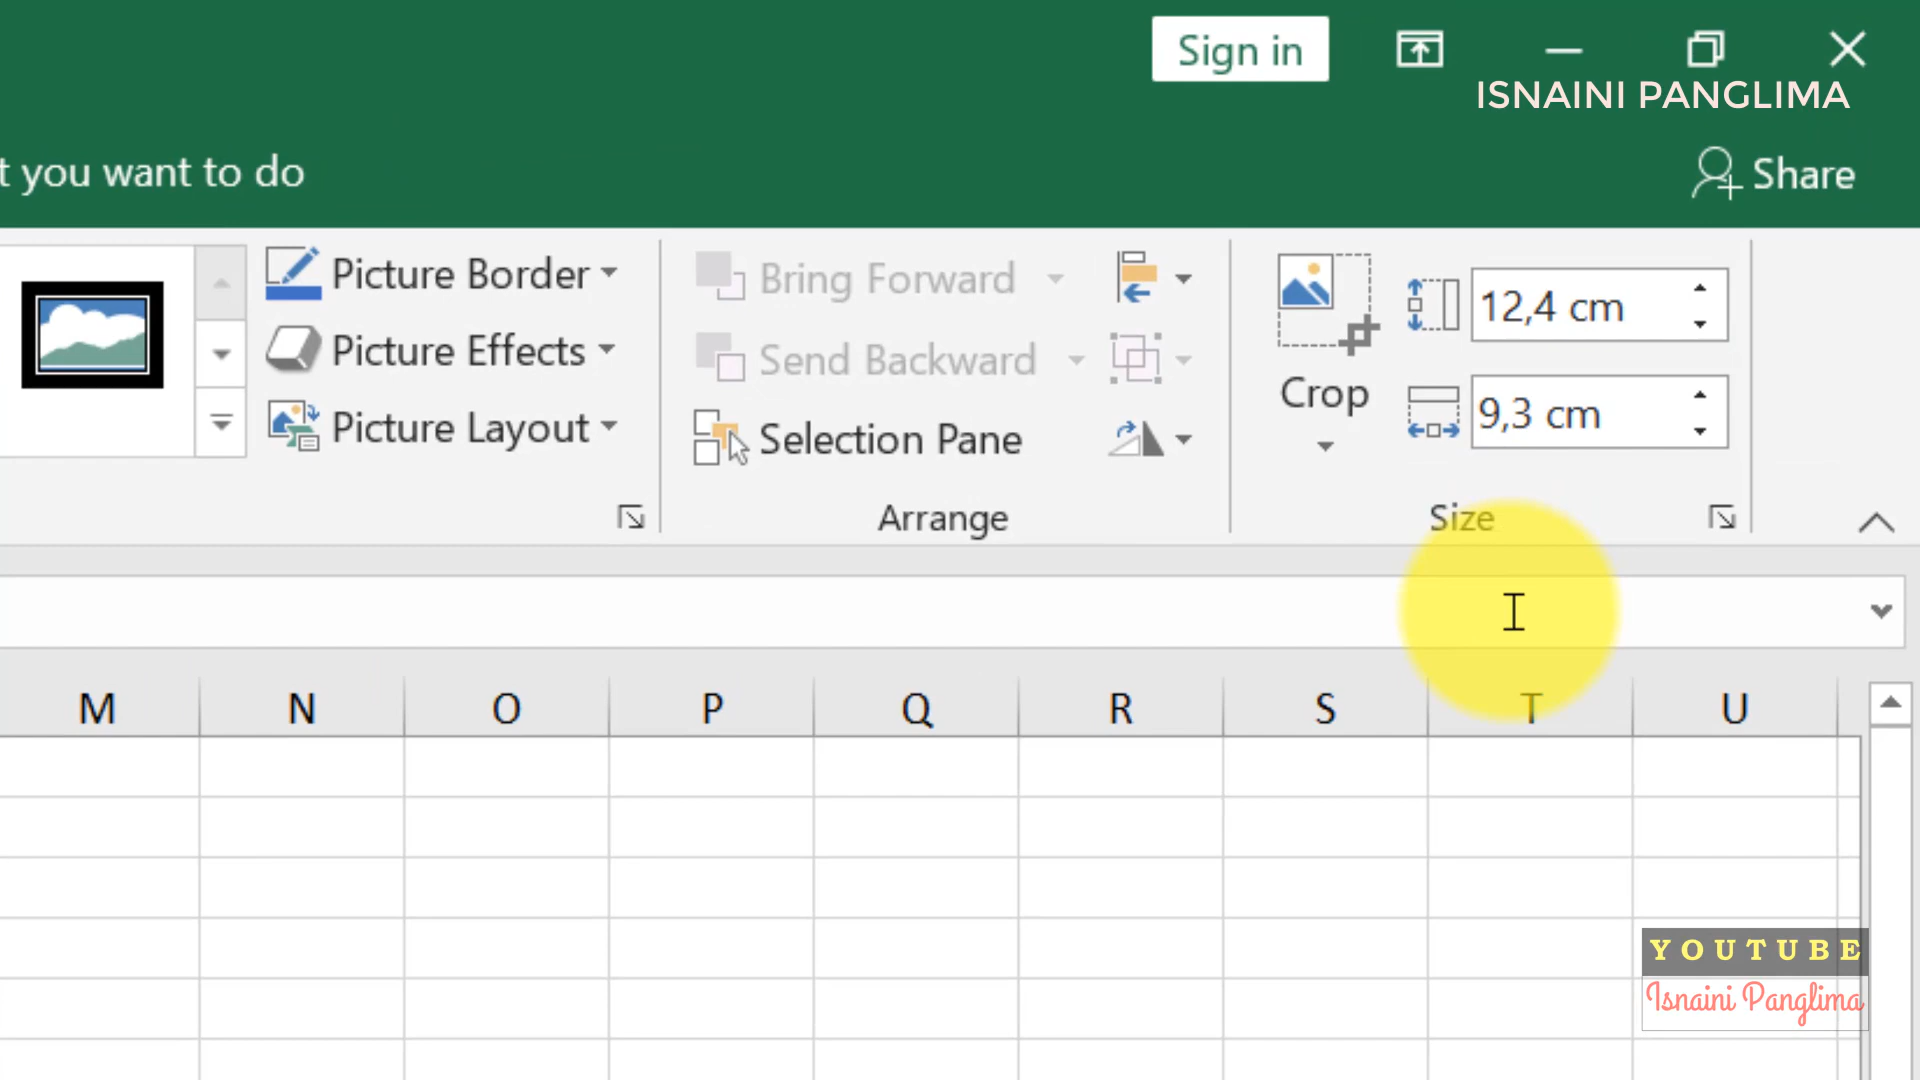 Sign in
ISNAINI PANGLIMA
t you want to do
Share
Picture Border
Picture Effects
Picture Layout
Bring Forward
Send Backward
Selection Pane
Arrange
Crop
12,4 cm
9,3 cm
Size
M N O P Q R S T U
YOUTUBE
Isnaini Panglima